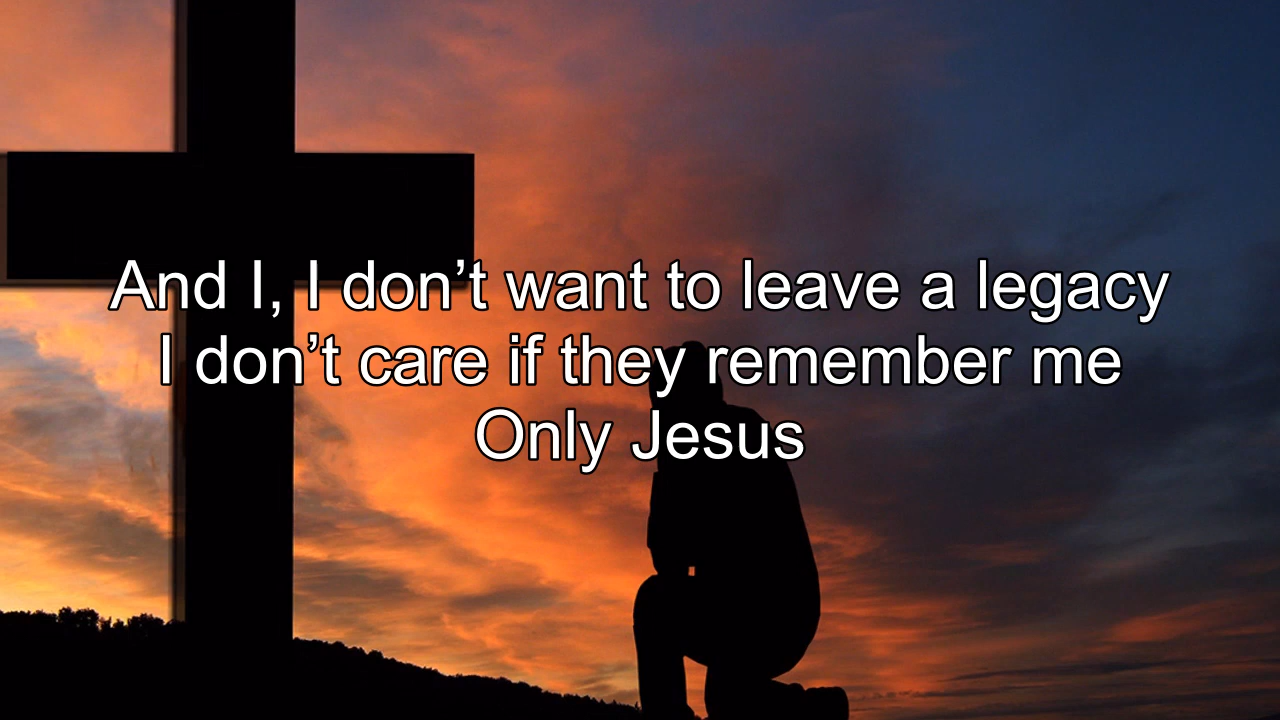 And I, I don’t want to leave a legacy
I don’t care if they remember me
Only Jesus